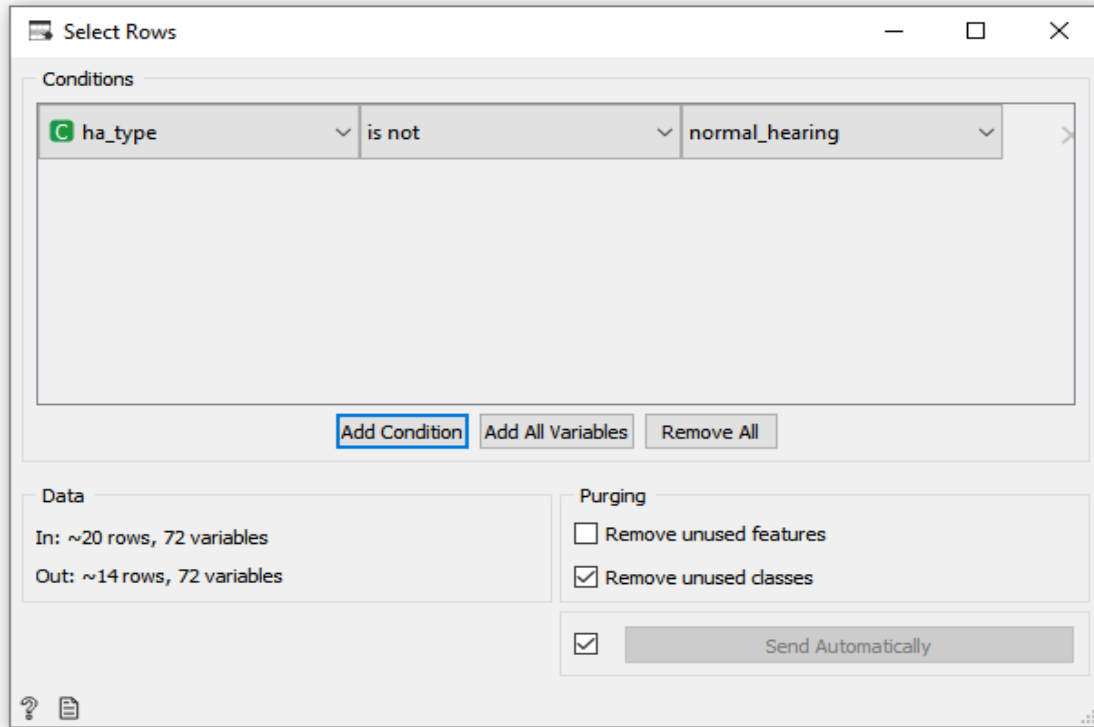 Select Rows
Conditions
C ha_type is not normal_hearing
Add Condition Add All Variables Remove All
Data Purging
In: ~20 rows, 72 variables Remove unused features
Out: ~14 rows, 72 variables Remove unused classes
Send Automatically